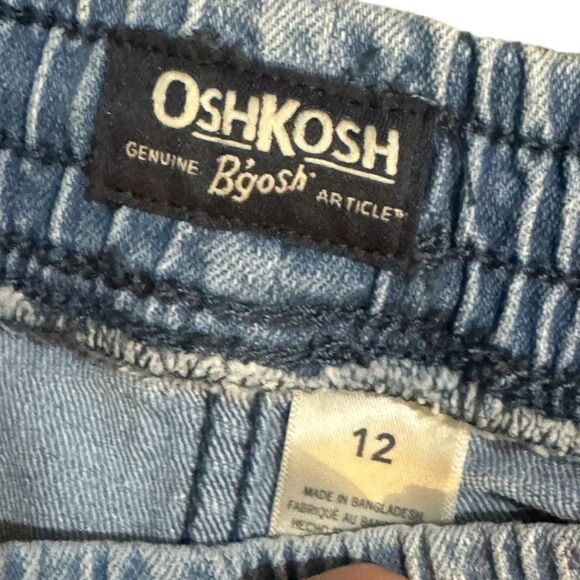 OSHKOSH
GENUINE B'gosh ARTICLE™
12
MADE IN BANGLADESH
FABRIQUÉ AU